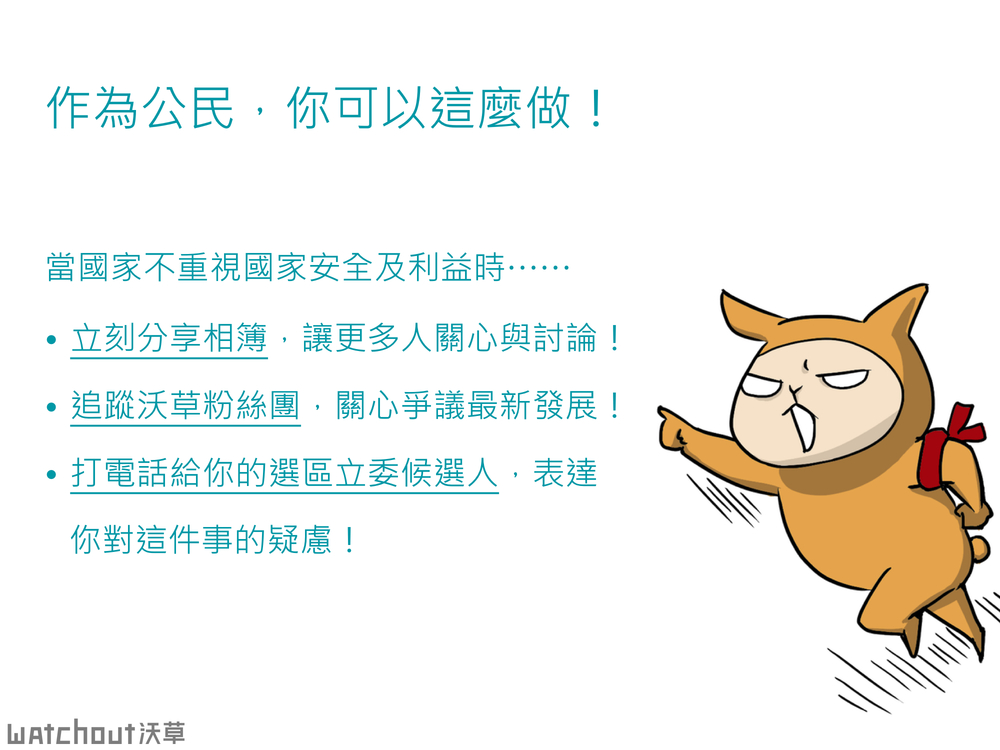 作為公民，你可以這麼做！
當國家不重視國家安全及利益時⋯⋯
• 立刻分享相簿，讓更多人關心與討論！
• 追蹤沃草粉絲團，關心爭議最新發展！
• 打電話給你的選區立委候選人，表達
你對這件事的疑慮！
watchout沃草